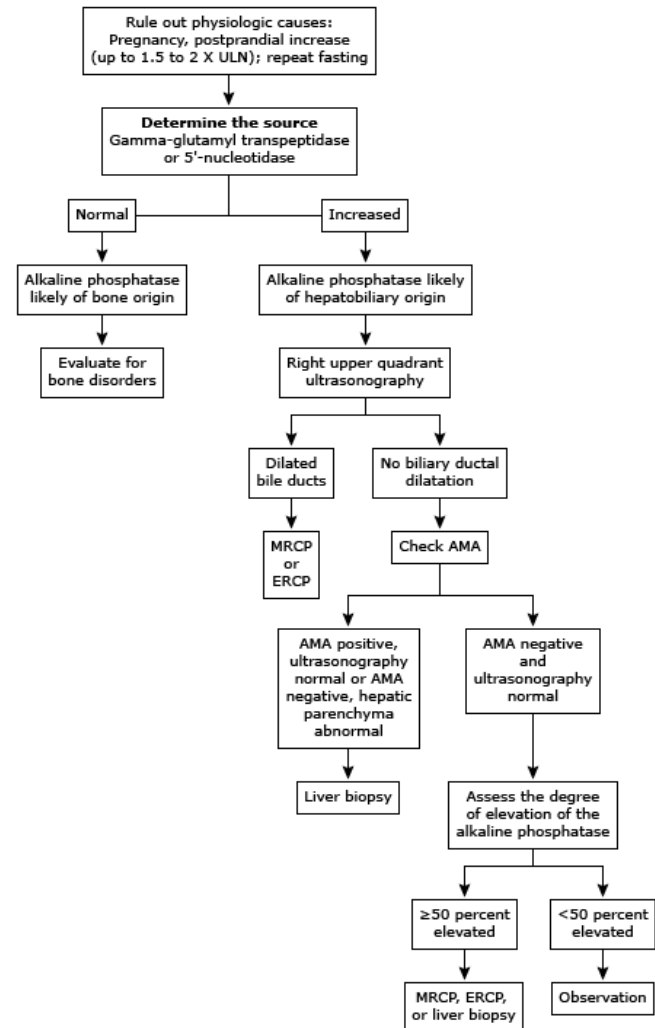 Rule out physiologic causes:
Pregnancy, postprandial increase
(up to 1.5 to 2 X ULN); repeat fasting
Determine the source
Gamma-glutamyl transpeptidase
or 5'-nucleotidase
Normal
Increased
Alkaline phosphatase
likely of bone origin
Alkaline phosphatase likely
of hepatobiliary origin
Evaluate for
bone disorders
Right upper quadrant
ultrasonography
Dilated
bile ducts
No biliary ductal
dilatation
MRCP
or
ERCP
Check AMA
AMA positive,
ultrasonography
normal or AMA
negative, hepatic
parenchyma
abnormal
AMA negative
and
ultrasonography
normal
Liver biopsy
Assess the degree
of elevation of the
alkaline phosphatase
≥50 percent
elevated
<50 percent
elevated
MRCP, ERCP,
or liver biopsy
Observation